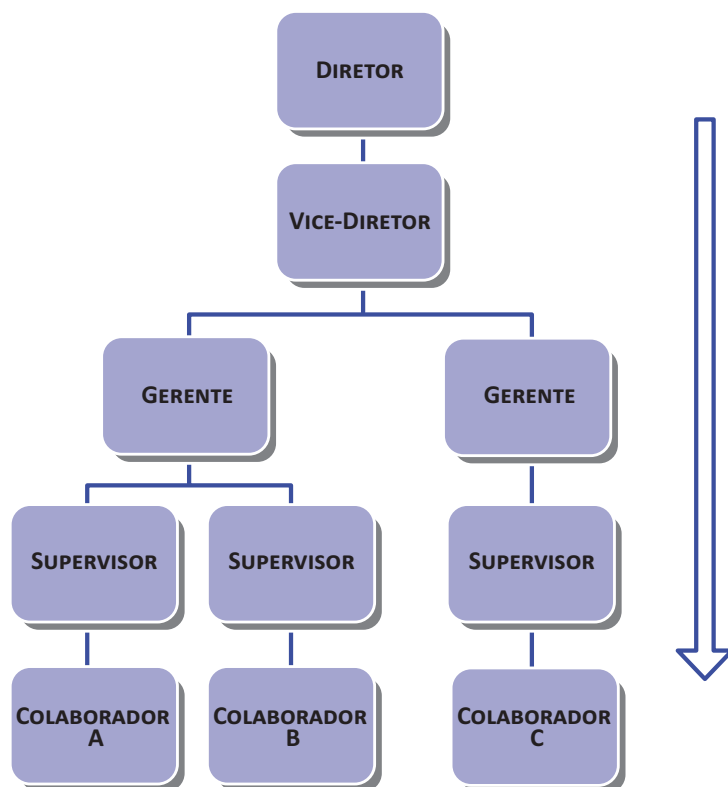 DIRETOR
VICE-DIRETOR
GERENTE
GERENTE
SUPERVISOR
SUPERVISOR
SUPERVISOR
COLABORADOR
A
COLABORADOR
B
COLABORADOR
C